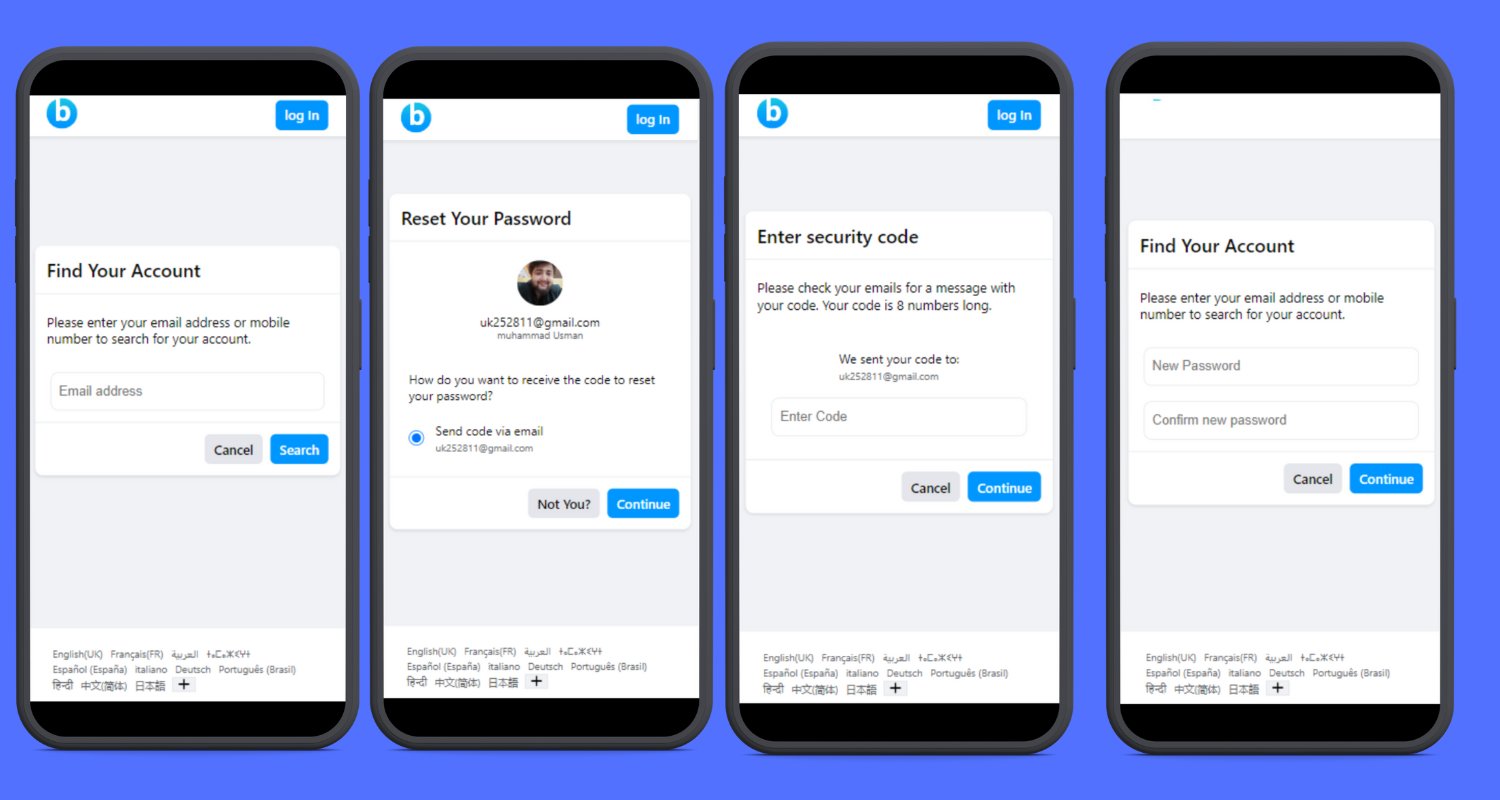 b
log In
Find Your Account
Please enter your email address or mobile
number to search for your account.
Email address
Cancel
Search
English(UK) Français(FR) العربية ⵜⴰⵎⴰⵣⵉⵖⵜ
Español (España) italiano Deutsch Português (Brasil)
हिन्दी 中文(简体) 日本語 +
b
log In
Reset Your Password
uk252811@gmail.com
muhammad Usman
How do you want to receive the code to reset
your password?
Send code via email
uk252811@gmail.com
Not You?
Continue
English(UK) Français(FR) العربية ⵜⴰⵎⴰⵣⵉⵖⵜ
Español (España) italiano Deutsch Português (Brasil)
हिन्दी 中文(简体) 日本語 +
b
log In
Enter security code
Please check your emails for a message with
your code. Your code is 8 numbers long.
We sent your code to:
uk252811@gmail.com
Enter Code
Cancel
Continue
English(UK) Français(FR) العربية ⵜⴰⵎⴰⵣⵉⵖⵜ
Español (España) italiano Deutsch Português (Brasil)
हिन्दी 中文(简体) 日本語 +
Find Your Account
Please enter your email address or mobile
number to search for your account.
New Password
Confirm new password
Cancel
Continue
English(UK) Français(FR) العربية ⵜⴰⵎⴰⵣⵉⵖⵜ
Español (España) italiano Deutsch Português (Brasil)
हिन्दी 中文(简体) 日本語 +